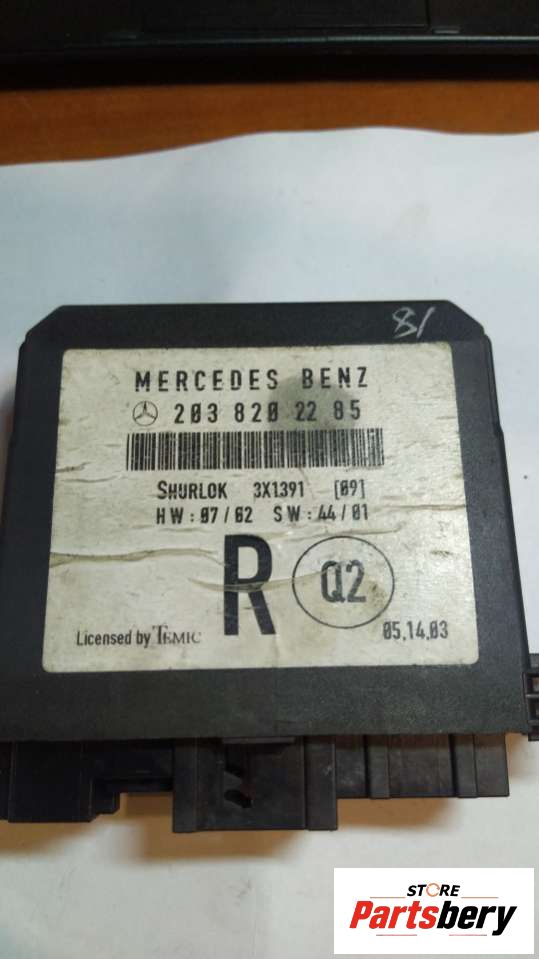 81
MERCEDES BENZ
203 820 22 85
SHURLOK 3X1391 [09]
HW: 07/02 SW: 44/01
R Q2
Licensed by TEMIC 05.14.03
STORE
Partsbery